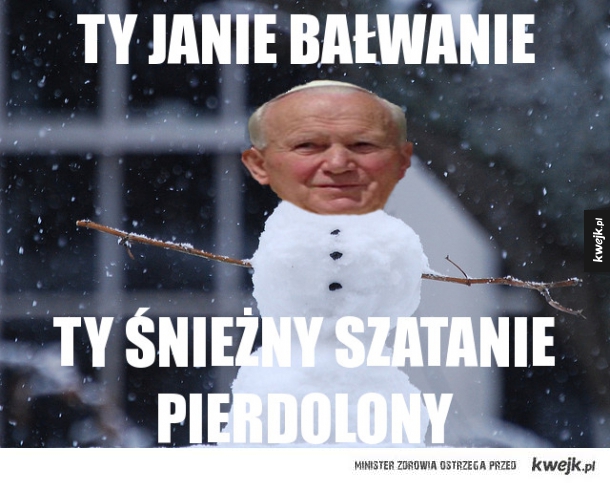 TY JANIE BAŁWANIE
kwejk.pl
TY ŚNIEŻNY SZATANIE
PIERDOLONY
MINISTER ZDROWIA OSTRZEGA PRZED kwejk.pl